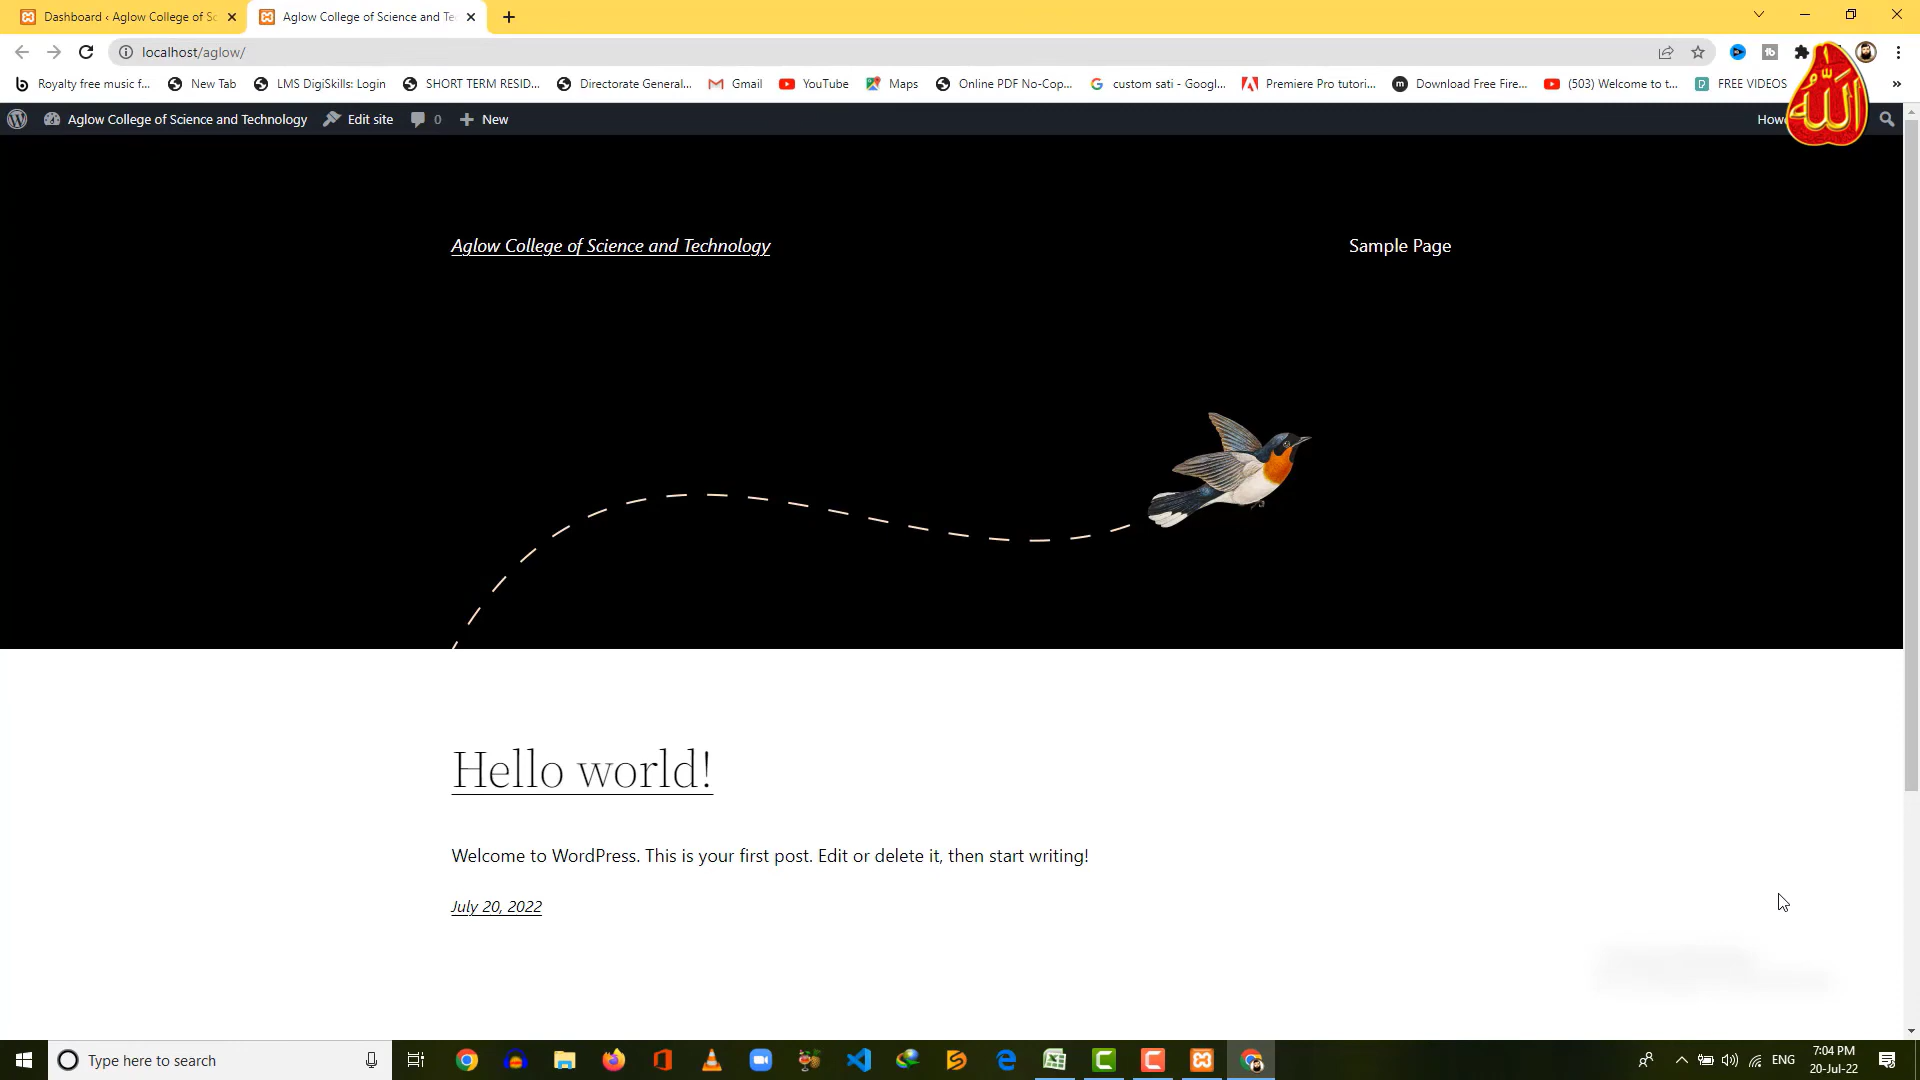 Dashboard ‹ Aglow College of Sc
Aglow College of Science and Te
localhost/aglow/
Royalty free music f...
New Tab
LMS DigiSkills: Login
SHORT TERM RESID...
Directorate General...
Gmail
YouTube
Maps
Online PDF No-Cop...
custom sati - Googl...
Premiere Pro tutori...
Download Free Fire...
(503) Welcome to t...
FREE VIDEOS
»
الله
Aglow College of Science and Technology
Edit site
0
New
How
Aglow College of Science and Technology
Sample Page
Hello world!
Welcome to WordPress. This is your first post. Edit or delete it, then start writing!
July 20, 2022
Type here to search
ENG
7:04 PM
20-Jul-22